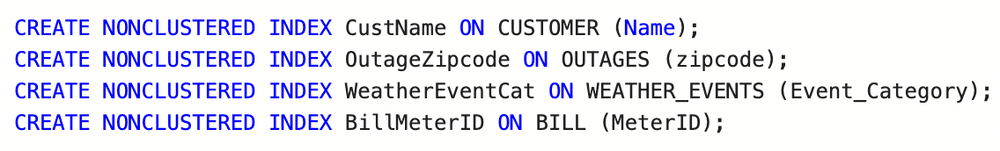 CREATE NONCLUSTERED INDEX CustName ON CUSTOMER (Name);
CREATE NONCLUSTERED INDEX OutageZipcode ON OUTAGES (zipcode);
CREATE NONCLUSTERED INDEX WeatherEventCat ON WEATHER_EVENTS (Event_Category);
CREATE NONCLUSTERED INDEX BillMeterID ON BILL (MeterID);